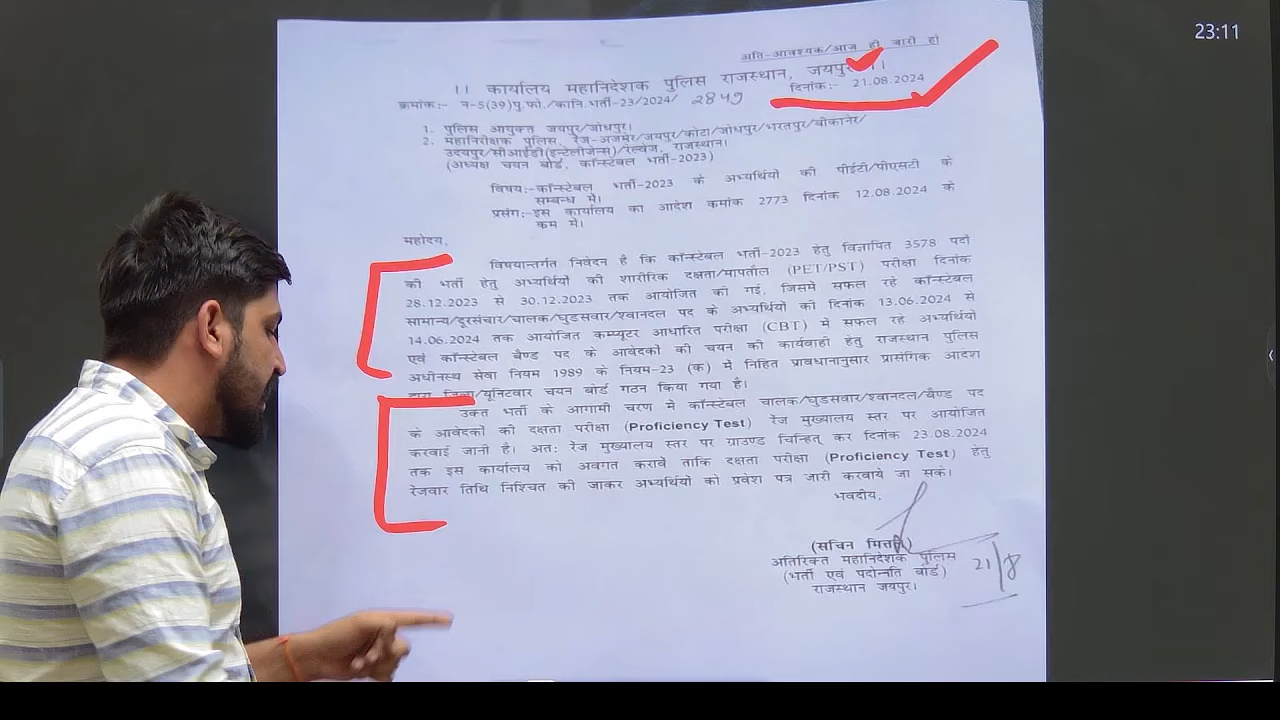 23:11
अति-आवश्यक/आज ही जारी हो
।। कार्यालय महानिदेशक पुलिस राजस्थान, जयपुर ।।
क्रमांक:- न-5(39)पु.फो./कानि.भर्ती-23/2024/ 2849 दिनांक:- 21.08.2024
1. पुलिस आयुक्त जयपुर/जोधपुर।
2. महानिरीक्षक पुलिस, रेंज-अजमेर/जयपुर/कोटा/जोधपुर/भरतपुर/बीकानेर/
उदयपुर/सीआईडी(इन्टेलीजेन्स)/रेल्वेज, राजस्थान।
(अध्यक्ष चयन बोर्ड, कॉन्स्टेबल भर्ती-2023)
विषय:-कॉन्स्टेबल भर्ती-2023 के अभ्यर्थियों की पीईटी/पीएसटी के
सम्बन्ध में।
प्रसंग:-इस कार्यालय का आदेश कमांक 2773 दिनांक 12.08.2024 के
कम में।
महोदय,
विषयान्तर्गत निवेदन है कि कॉन्स्टेबल भर्ती-2023 हेतु विज्ञापित 3578 पदों
की भर्ती हेतु अभ्यर्थियों की शारीरिक दक्षता/मापतौल (PET/PST) परीक्षा दिनांक
28.12.2023 से 30.12.2023 तक आयोजित की गई, जिसमें सफल रहे कॉन्स्टेबल
सामान्य/दूरसंचार/चालक/घुडसवार/श्वानदल पद के अभ्यर्थियों की दिनांक 13.06.2024 से
14.06.2024 तक आयोजित कम्प्यूटर आधारित परीक्षा (CBT) में सफल रहे अभ्यर्थियों
एवं कॉन्स्टेबल बैण्ड पद के आवेदकों की चयन की कार्यवाही हेतु राजस्थान पुलिस
अधीनस्थ सेवा नियम 1989 के नियम-23 (क) में निहित प्रावधानानुसार प्रासंगिक आदेश
द्वारा जिला/यूनिटवार चयन बोर्ड गठन किया गया है।
उक्त भर्ती के आगामी चरण में कॉन्स्टेबल चालक/घुडसवार/श्वानदल/बैण्ड पद
के आवेदकों की दक्षता परीक्षा (Proficiency Test) रेंज मुख्यालय स्तर पर आयोजित
करवाई जानी है। अतः रेंज मुख्यालय स्तर पर ग्राउण्ड चिन्हित् कर दिनांक 23.08.2024
तक इस कार्यालय को अवगत करावें ताकि दक्षता परीक्षा (Proficiency Test) हेतु
रेंजवार तिथि निश्चित की जाकर अभ्यर्थियों को प्रवेश पत्र जारी करवाये जा सकें।
भवदीय,
(सचिन मित्तल)
अतिरिक्त महानिदेशक पुलिस
(भर्ती एवं पदोन्नति बोर्ड)
राजस्थान जयपुर।
21/8